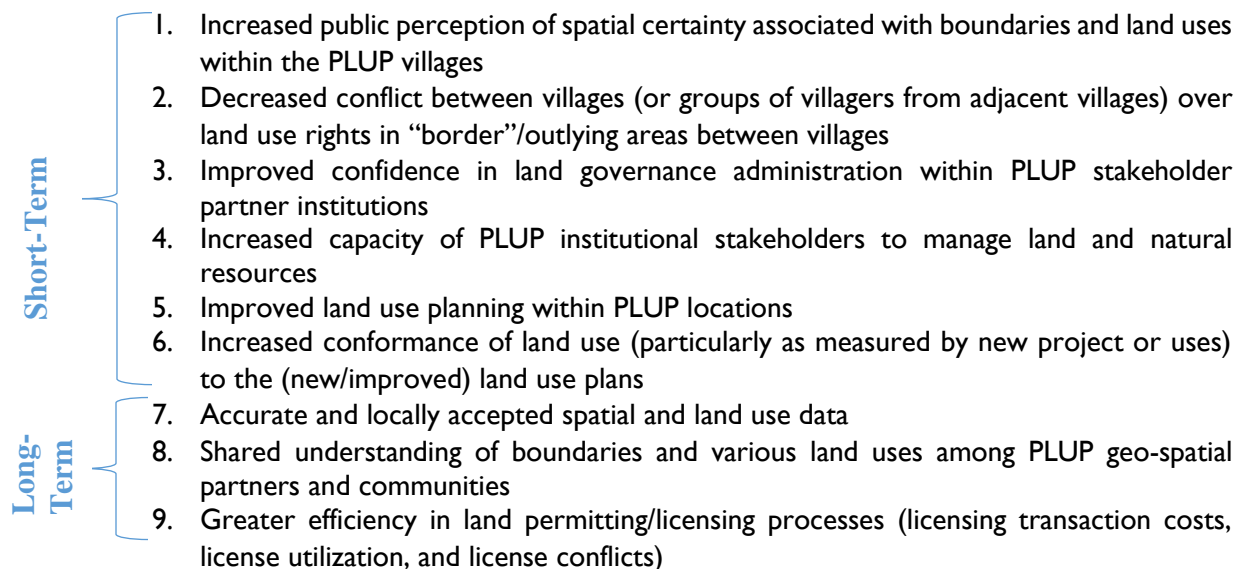 1. Increased public perception of spatial certainty associated with boundaries and land uses
within the PLUP villages
2. Decreased conflict between villages (or groups of villagers from adjacent villages) over
land use rights in “border”/outlying areas between villages
3. Improved confidence in land governance administration within PLUP stakeholder
partner institutions
4. Increased capacity of PLUP institutional stakeholders to manage land and natural
resources
5. Improved land use planning within PLUP locations
6. Increased conformance of land use (particularly as measured by new project or uses)
to the (new/improved) land use plans
Short-Term
7. Accurate and locally accepted spatial and land use data
8. Shared understanding of boundaries and various land uses among PLUP geo-spatial
partners and communities
9. Greater efficiency in land permitting/licensing processes (licensing transaction costs,
license utilization, and license conflicts)
Long-
Term